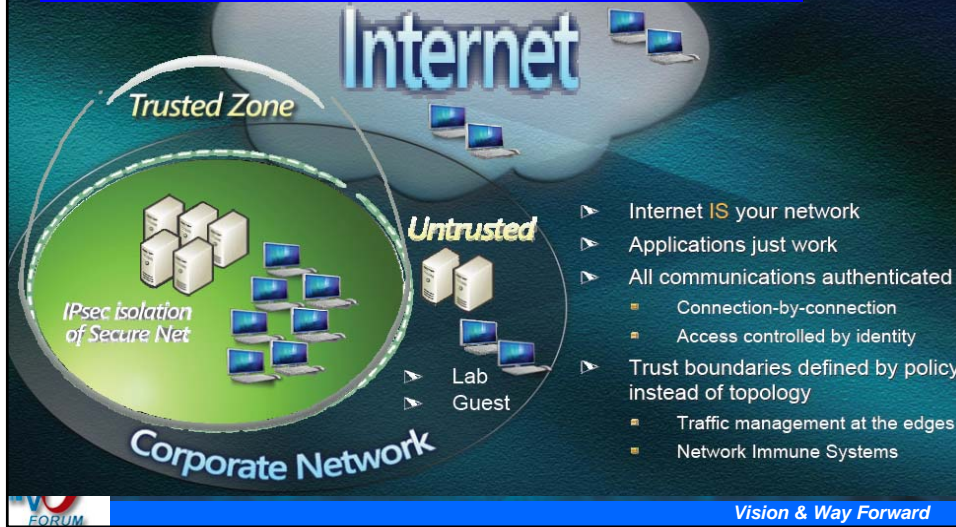 Internet
Trusted Zone
Untrusted
IPsec isolation
of Secure Net
Lab
Guest
Corporate Network
Internet IS your network
Applications just work
All communications authenticated
Connection-by-connection
Access controlled by identity
Trust boundaries defined by policy
instead of topology
Traffic management at the edges
Network Immune Systems
FORUM
Vision & Way Forward